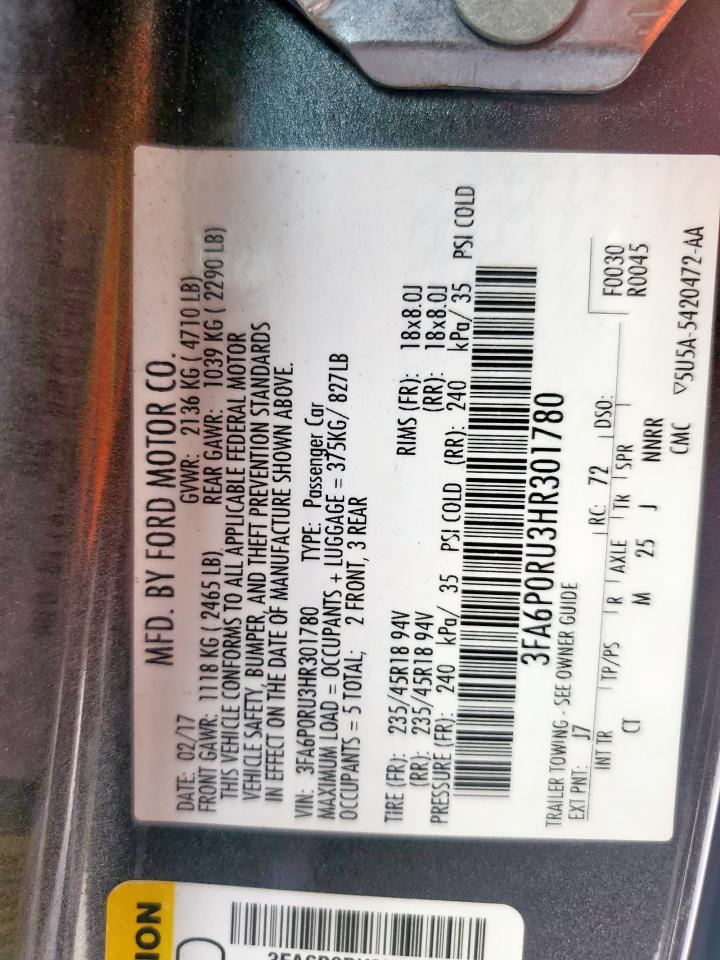 MFD. BY FORD MOTOR CO.
DATE: 02/17 GVWR: 2136 KG ( 4710 LB)
FRONT GAWR: 1118 KG ( 2465 LB) REAR GAWR: 1039 KG ( 2290 LB)
THIS VEHICLE CONFORMS TO ALL APPLICABLE FEDERAL MOTOR
VEHICLE SAFETY, BUMPER, AND THEFT PREVENTION STANDARDS
IN EFFECT ON THE DATE OF MANUFACTURE SHOWN ABOVE.
VIN: 3FA6P0RU3HR301780 TYPE: Passenger Car
MAXIMUM LOAD = OCCUPANTS + LUGGAGE = 375KG/ 827LB
OCCUPANTS = 5 TOTAL, 2 FRONT, 3 REAR
TIRE (FR): 235/45R18 94V RIMS (FR): 18x8.0J
(RR): 235/45R18 94V (RR): 18x8.0J
PRESSURE (FR): 240 kPa/ 35 PSI COLD (RR): 240 kPa/ 35 PSI COLD
3FA6P0RU3HR301780
TRAILER TOWING - SEE OWNER GUIDE
EXT PNT: J7 RC: 72 DSO: F0030
R0045
INT TR TP/PS R AXLE TR SPR
CT M 25 J NNRR
CMC ▽5U5A-5420472-AA
ION